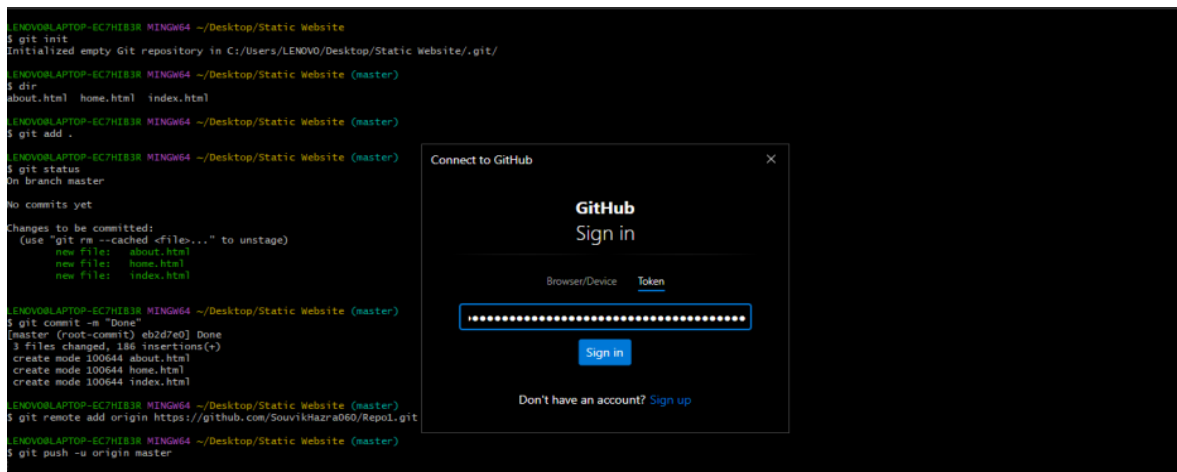 LENOVO@LAPTOP-EC7HIB3R MINGW64 ~/Desktop/Static Website
$ git init
Initialized empty Git repository in C:/Users/LENOVO/Desktop/Static Website/.git/
LENOVO@LAPTOP-EC7HIB3R MINGW64 ~/Desktop/Static Website (master)
$ dir
about.html  home.html  index.html
LENOVO@LAPTOP-EC7HIB3R MINGW64 ~/Desktop/Static Website (master)
$ git add .
LENOVO@LAPTOP-EC7HIB3R MINGW64 ~/Desktop/Static Website (master)
$ git status
On branch master
No commits yet
Changes to be committed:
  (use "git rm --cached <file>..." to unstage)
        new file:   about.html
        new file:   home.html
        new file:   index.html
LENOVO@LAPTOP-EC7HIB3R MINGW64 ~/Desktop/Static Website (master)
$ git commit -m "Done"
[master (root-commit) eb2d7e0] Done
 3 files changed, 186 insertions(+)
 create mode 100644 about.html
 create mode 100644 home.html
 create mode 100644 index.html
LENOVO@LAPTOP-EC7HIB3R MINGW64 ~/Desktop/Static Website (master)
$ git remote add origin https://github.com/SouvikHazra060/Repo1.git
LENOVO@LAPTOP-EC7HIB3R MINGW64 ~/Desktop/Static Website (master)
$ git push -u origin master
Connect to GitHub
GitHub
Sign in
Browser/Device Token
Sign in
Don't have an account? Sign up